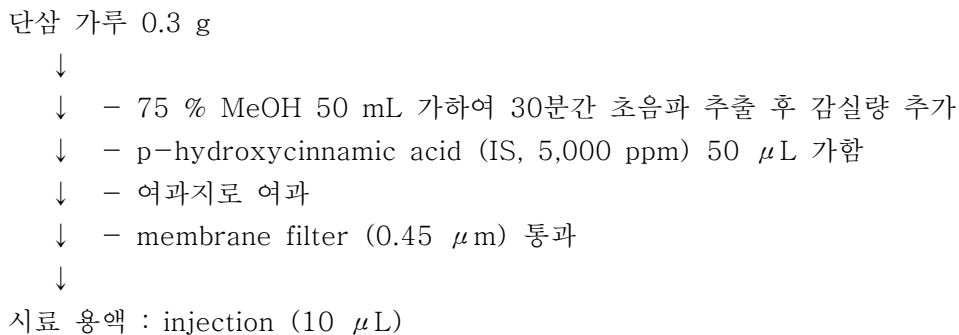 단삼 가루 0.3 g
↓
↓ - 75 % MeOH 50 mL 가하여 30분간 초음파 추출 후 감실량 추가
↓ - p-hydroxycinnamic acid (IS, 5,000 ppm) 50 μL 가함
↓ - 여과지로 여과
↓ - membrane filter (0.45 μm) 통과
↓
시료 용액 : injection (10 μL)